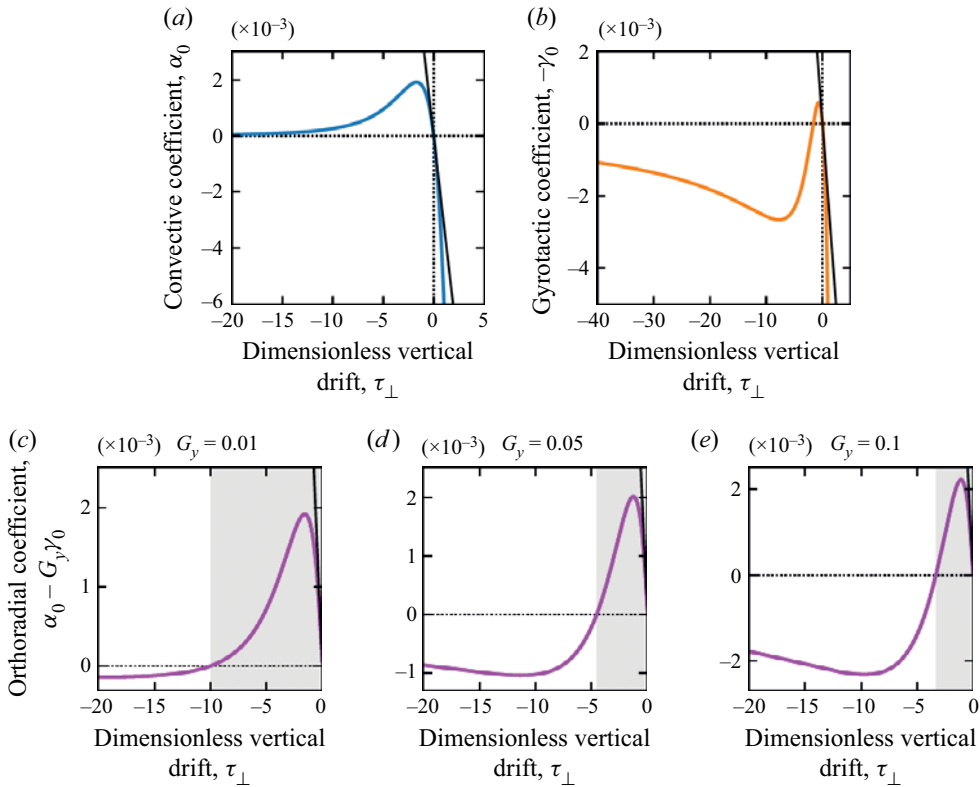 (a)
(×10⁻³)
Convective coefficient, α₀
2
0
−2
−4
−6
−20
−15
−10
−5
0
5
Dimensionless vertical
drift, τ⊥
(b)
(×10⁻³)
Gyrotactic coefficient, −γ₀
2
0
−2
−4
−40
−30
−20
−10
0
Dimensionless vertical
drift, τ⊥
(c)
(×10⁻³) G_y = 0.01
Orthoradial coefficient,
α₀ − G_yγ₀
2
1
0
−20
−15
−10
−5
0
Dimensionless vertical
drift, τ⊥
(d)
(×10⁻³) G_y = 0.05
2
1
0
−1
−20
−15
−10
−5
0
Dimensionless vertical
drift, τ⊥
(e)
(×10⁻³) G_y = 0.1
2
0
−2
−20
−15
−10
−5
0
Dimensionless vertical
drift, τ⊥